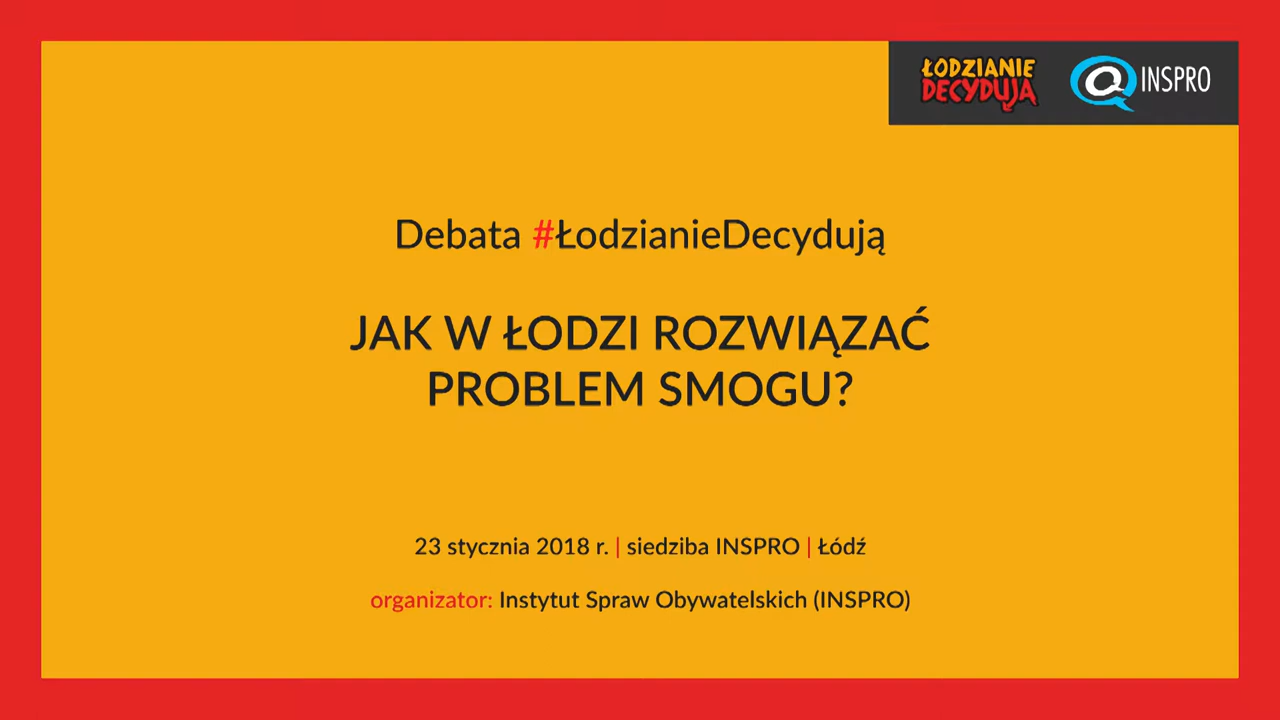 ŁODZIANIE
DECYDUJĄ
INSPRO
Debata #ŁodzianieDecydują
JAK W ŁODZI ROZWIĄZAĆ
PROBLEM SMOGU?
23 stycznia 2018 r. | siedziba INSPRO | Łódź
organizator: Instytut Spraw Obywatelskich (INSPRO)